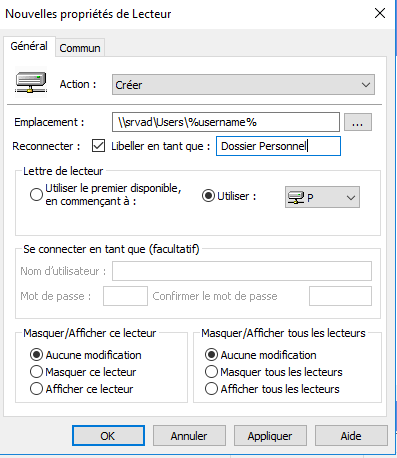 Nouvelles propriétés de Lecteur
Général
Commun
Action :
Créer
Emplacement :
\\srvad\Users\%username%
...
Reconnecter :
Libeller en tant que :
Dossier Personnel
Lettre de lecteur
Utiliser le premier disponible,
en commençant à :
Utiliser :
P
Se connecter en tant que (facultatif)
Nom d'utilisateur :
Mot de passe :
Confirmer le mot de passe
Masquer/Afficher ce lecteur
Aucune modification
Masquer ce lecteur
Afficher ce lecteur
Masquer/Afficher tous les lecteurs
Aucune modification
Masquer tous les lecteurs
Afficher tous les lecteurs
OK
Annuler
Appliquer
Aide